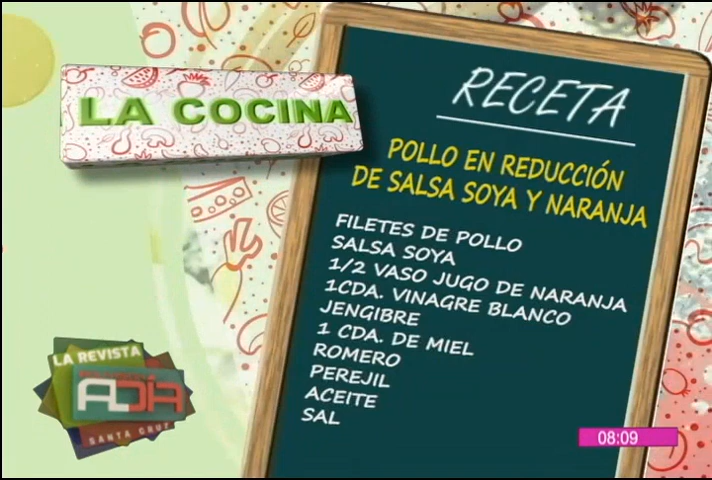 LA COCINA
RECETA
POLLO EN REDUCCIÓN
DE SALSA SOYA Y NARANJA
FILETES DE POLLO
SALSA SOYA
1/2 VASO JUGO DE NARANJA
1CDA. VINAGRE BLANCO
JENGIBRE
1 CDA. DE MIEL
ROMERO
PEREJIL
ACEITE
SAL
LA REVISTA
ALDÍA
SANTA CRUZ
08:09